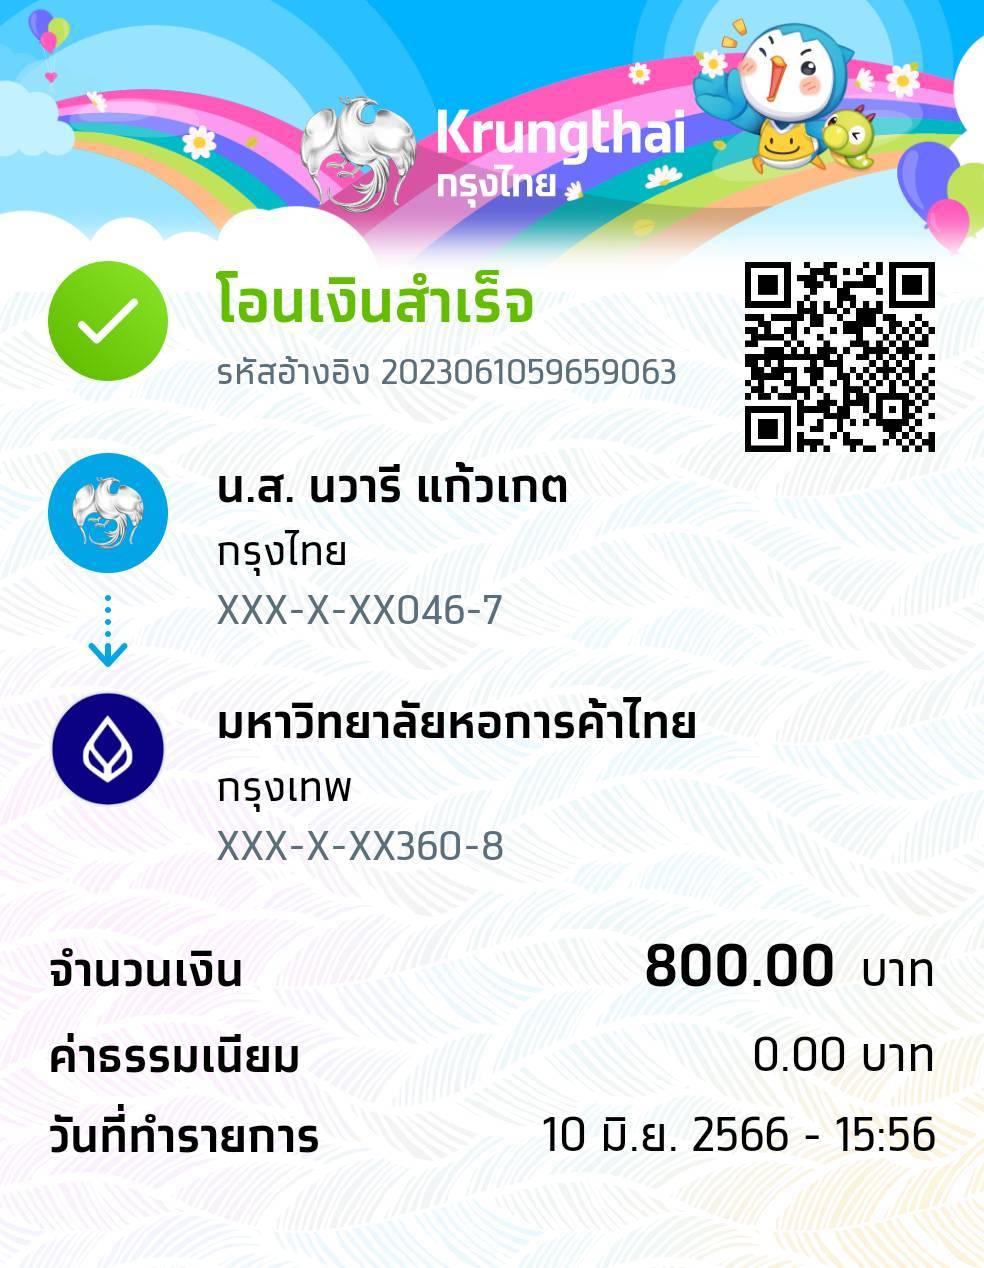 Krungthai
กรุงไทย
โอนเงินสำเร็จ
รหัสอ้างอิง 2023061059659063
น.ส. นวารี แก้วเกต
กรุงไทย
XXX-X-XX046-7
มหาวิทยาลัยหอการค้าไทย
กรุงเทพ
XXX-X-XX360-8
จำนวนเงิน 800.00 บาท
ค่าธรรมเนียม 0.00 บาท
วันที่ทำรายการ 10 มิ.ย. 2566 - 15:56